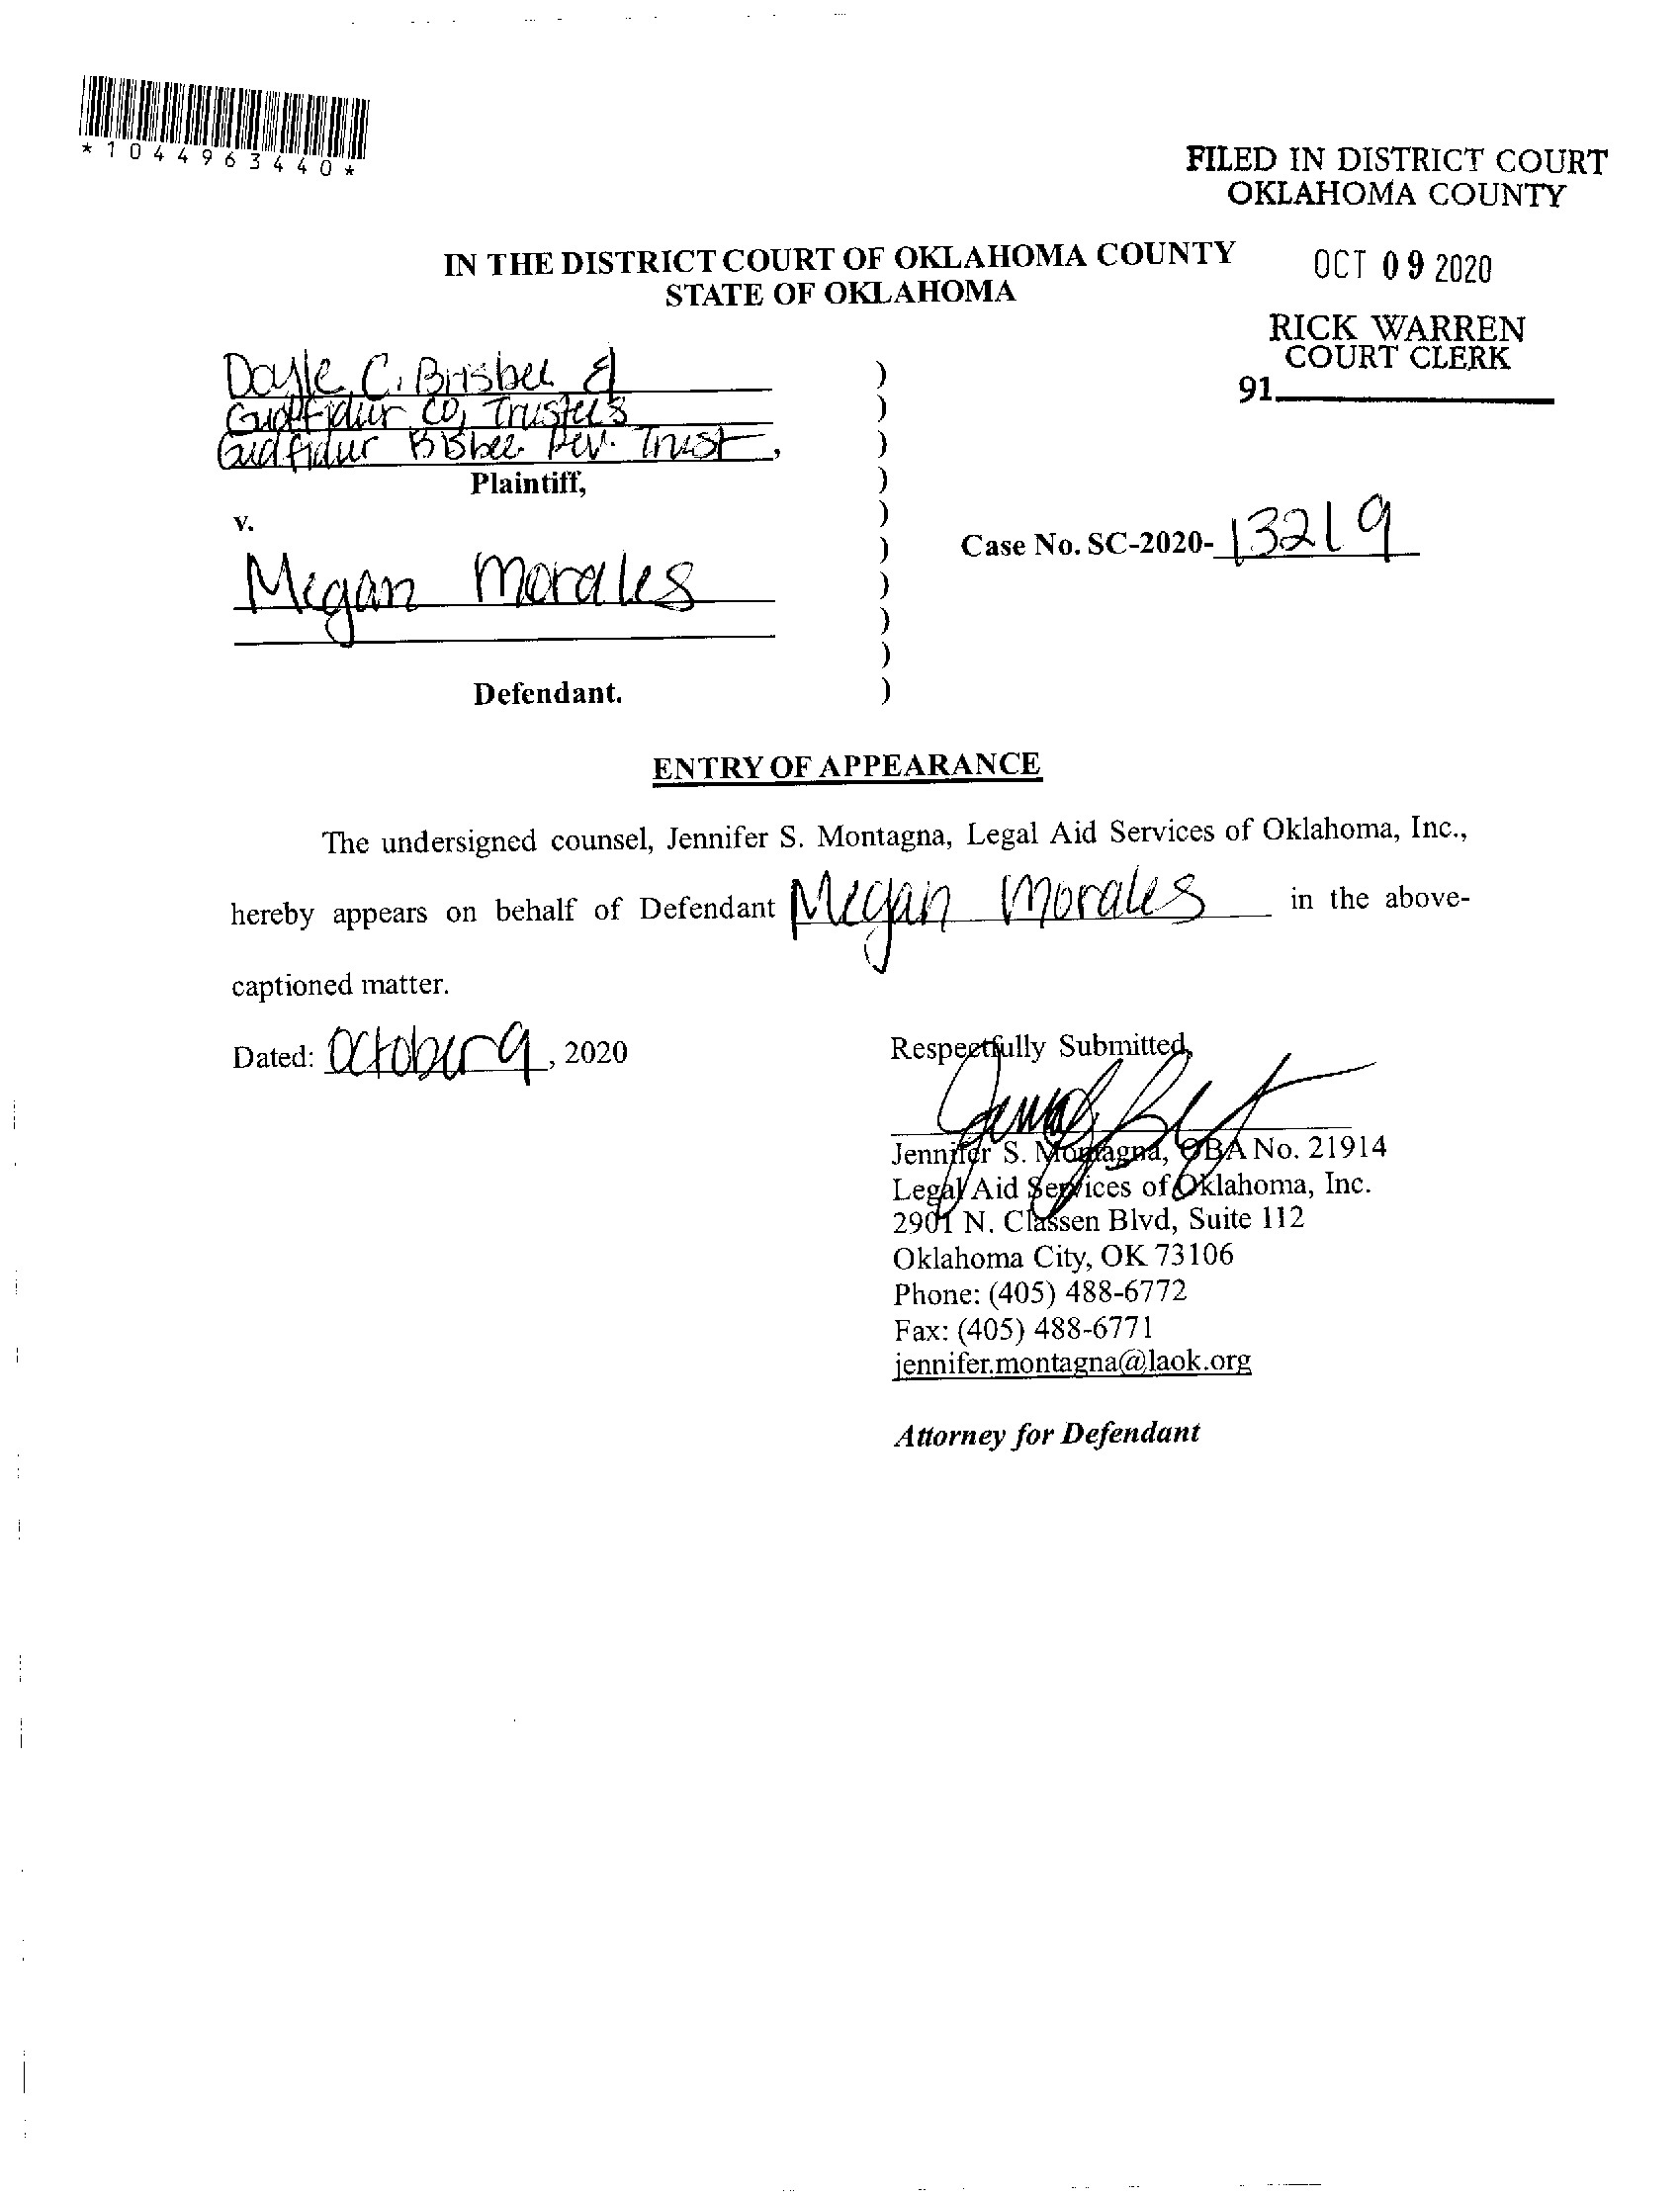 *1044963440*
FILED IN DISTRICT COURT
OKLAHOMA COUNTY
IN THE DISTRICT COURT OF OKLAHOMA COUNTY
STATE OF OKLAHOMA
OCT 09 2020
RICK WARREN
COURT CLERK
91
Doyle C. Brisbee &
Co, Trustees
Bisbee Rev. Trust,
Plaintiff,
v.
Case No. SC-2020-13219
Megan Morales
Defendant.
ENTRY OF APPEARANCE
The undersigned counsel, Jennifer S. Montagna, Legal Aid Services of Oklahoma, Inc.,
hereby appears on behalf of Defendant Megan Morales in the above-
captioned matter.
Dated: October 9, 2020
Respectfully Submitted,
Jennifer S. Montagna, OBA No. 21914
Legal Aid Services of Oklahoma, Inc.
2901 N. Classen Blvd, Suite 112
Oklahoma City, OK 73106
Phone: (405) 488-6772
Fax: (405) 488-6771
jennifer.montagna@laok.org
Attorney for Defendant